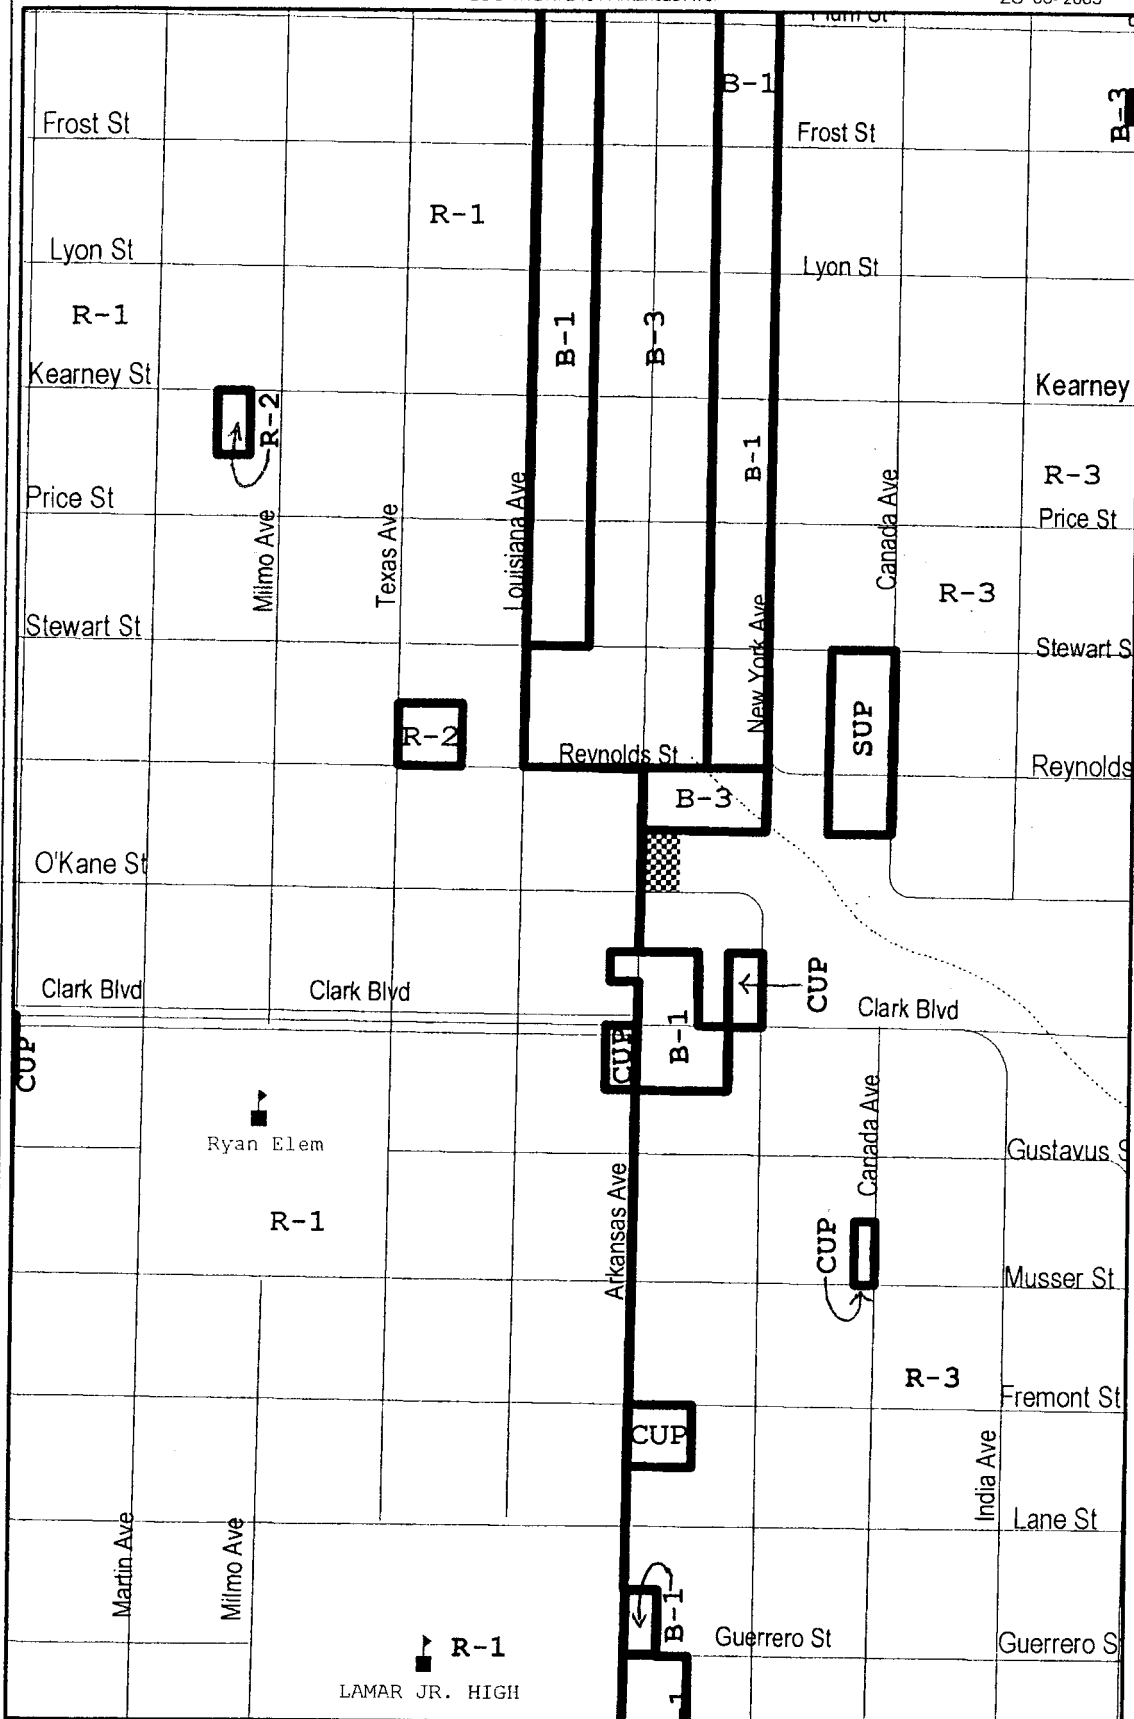 B-1
B-3
Frost St
Frost St
R-1
Lyon St
Lyon St
R-1
B-1
B-3
Kearney St
Kearney
R-2
B-1
R-3
Price St
Price St
Milmo Ave
Texas Ave
Louisiana Ave
Canada Ave
R-3
Stewart St
Stewart S
New York Ave
SUP
R-2
Reynolds St
Reynolds
B-3
O'Kane St
CUP
Clark Blvd
Clark Blvd
Clark Blvd
CUP
CUP
B-1
Ryan Elem
Canada Ave
Gustavus S
R-1
Arkansas Ave
CUP
Musser St
R-3
Fremont St
CUP
India Ave
Lane St
Martin Ave
Milmo Ave
B-1
Guerrero St
Guerrero S
R-1
LAMAR JR. HIGH
1